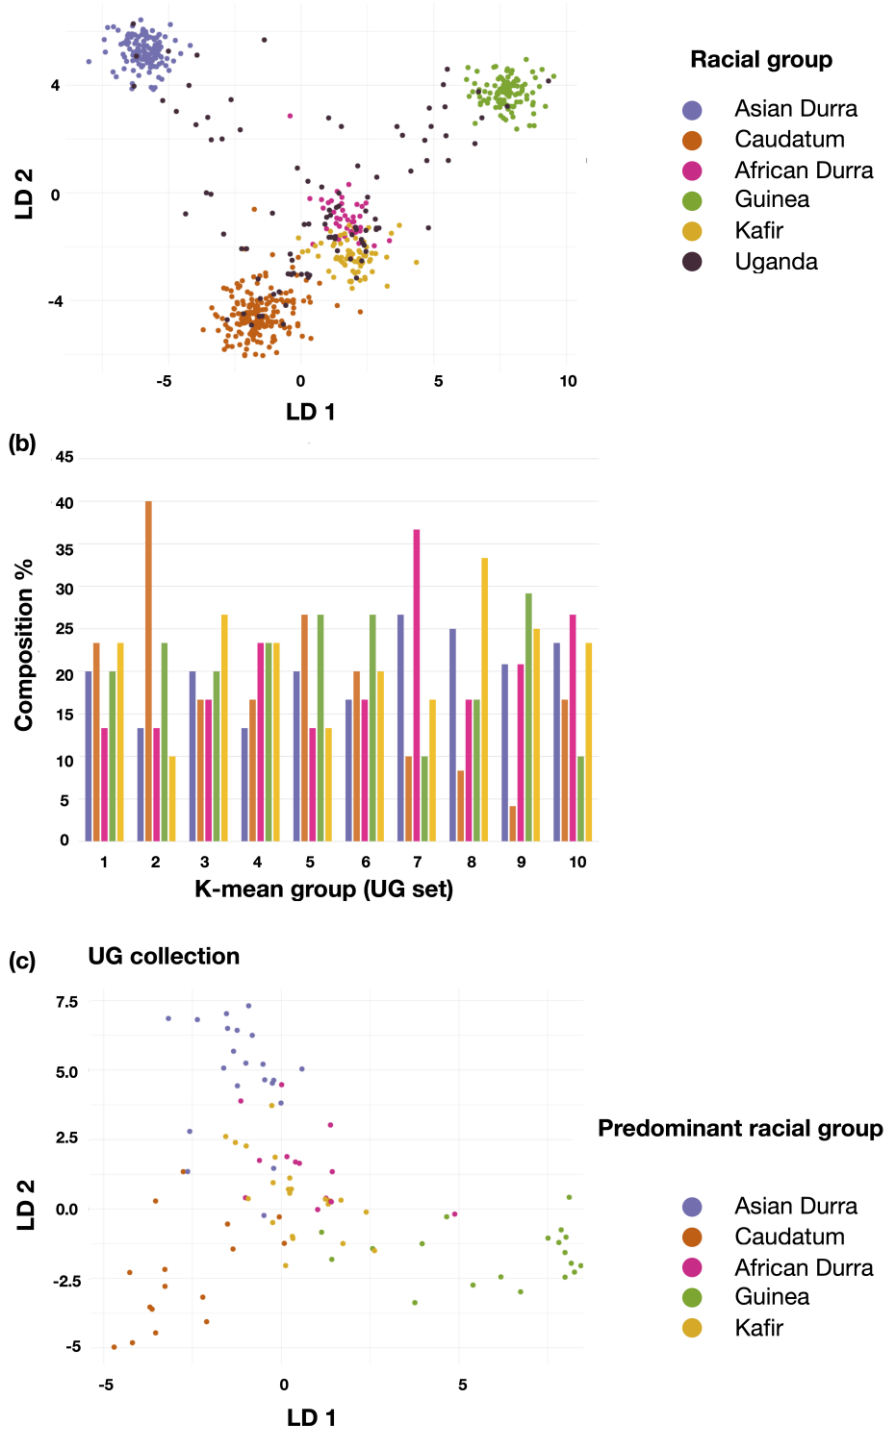 Racial group
Asian Durra
Caudatum
African Durra
Guinea
Kafir
Uganda
4
0
-4
LD 2
-5 0 5 10
LD 1
(b)
45
40
35
30
25
20
15
10
5
0
Composition %
1 2 3 4 5 6 7 8 9 10
K-mean group (UG set)
(c) UG collection
7.5
5.0
2.5
0.0
-2.5
-5
LD 2
-5 0 5
LD 1
Predominant racial group
Asian Durra
Caudatum
African Durra
Guinea
Kafir